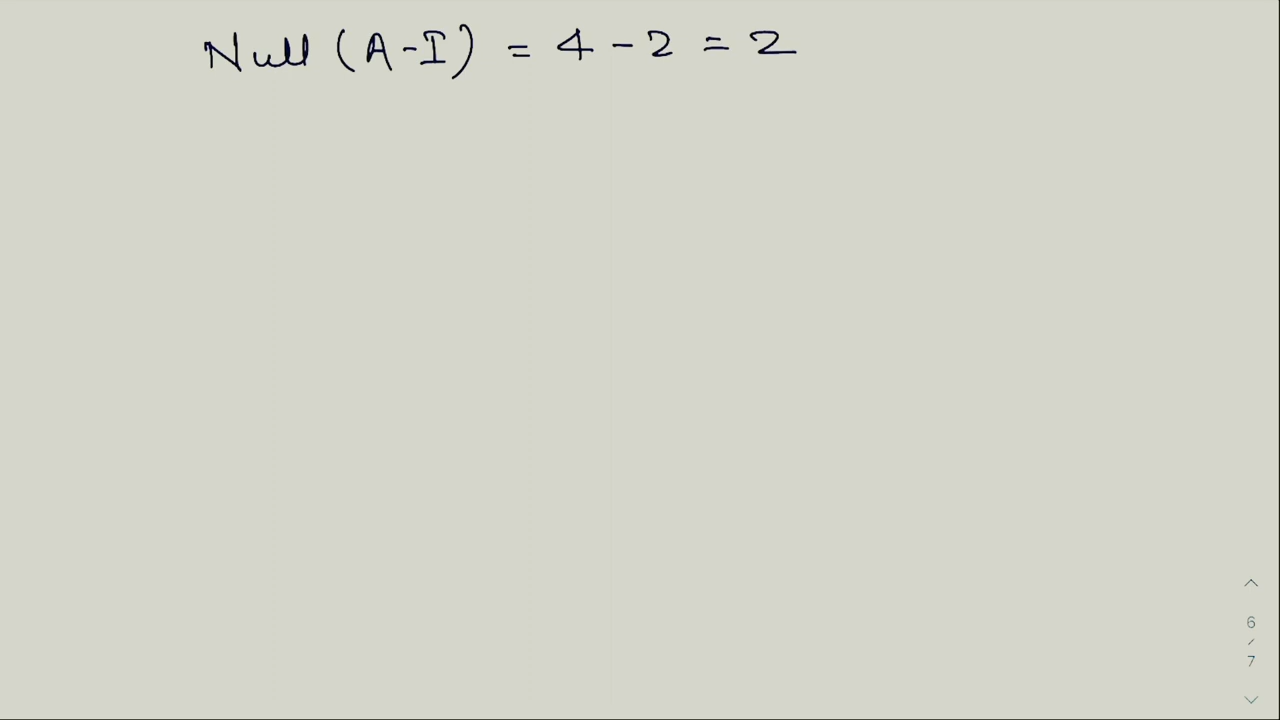 Null (A-I) = 4 - 2 = 2
6
/
7